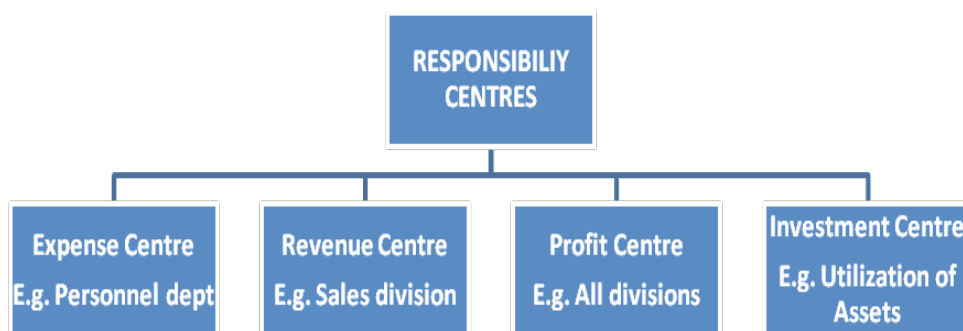 RESPONSIBILIY
CENTRES
Expense Centre
E.g. Personnel dept
Revenue Centre
E.g. Sales division
Profit Centre
E.g. All divisions
Investment Centre
E.g. Utilization of
Assets